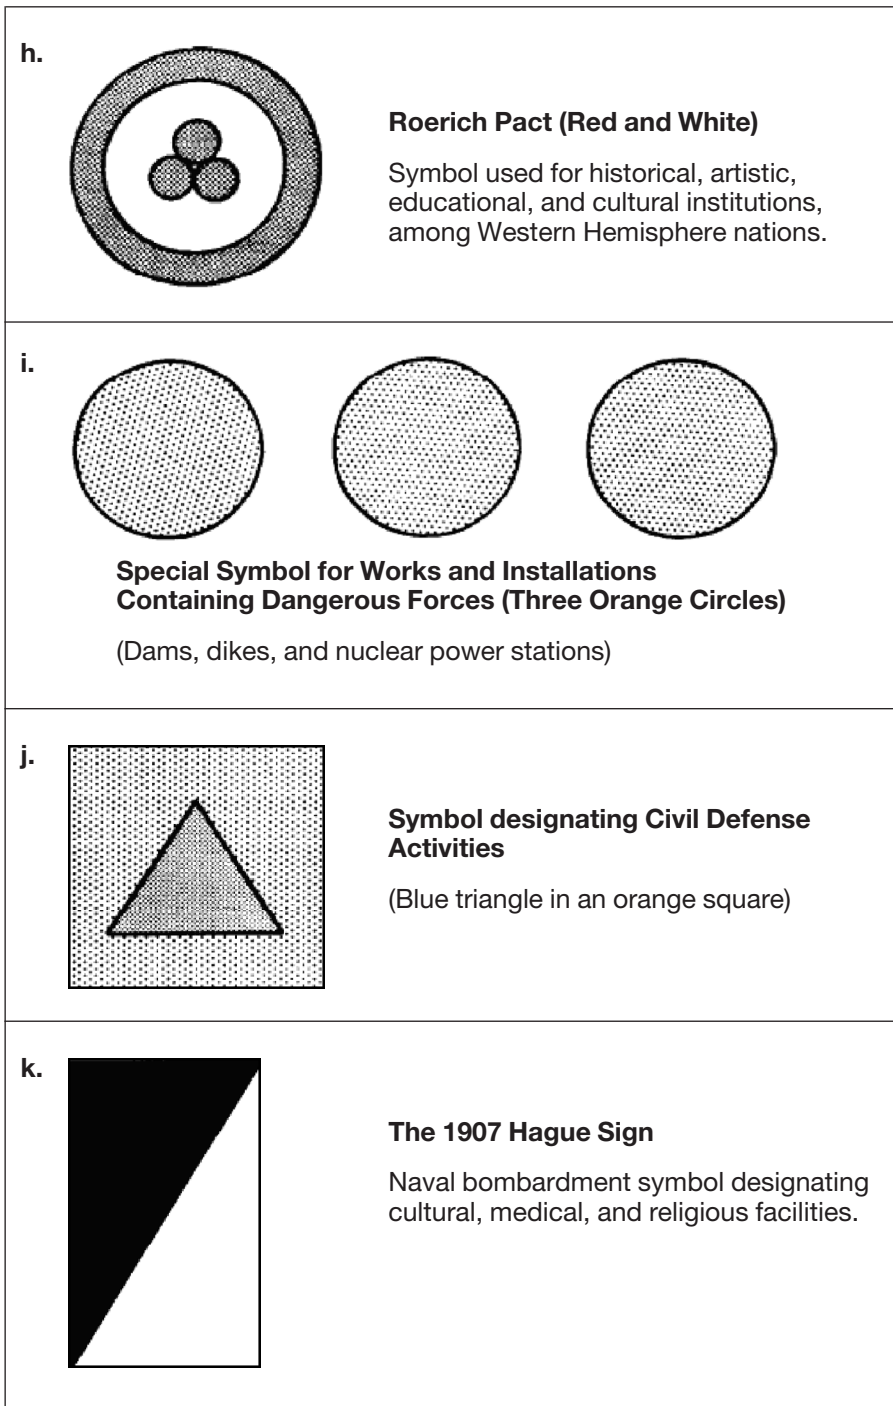 h.
Roerich Pact (Red and White)
Symbol used for historical, artistic,
educational, and cultural institutions,
among Western Hemisphere nations.
i.
Special Symbol for Works and Installations
Containing Dangerous Forces (Three Orange Circles)
(Dams, dikes, and nuclear power stations)
j.
Symbol designating Civil Defense
Activities
(Blue triangle in an orange square)
k.
The 1907 Hague Sign
Naval bombardment symbol designating
cultural, medical, and religious facilities.